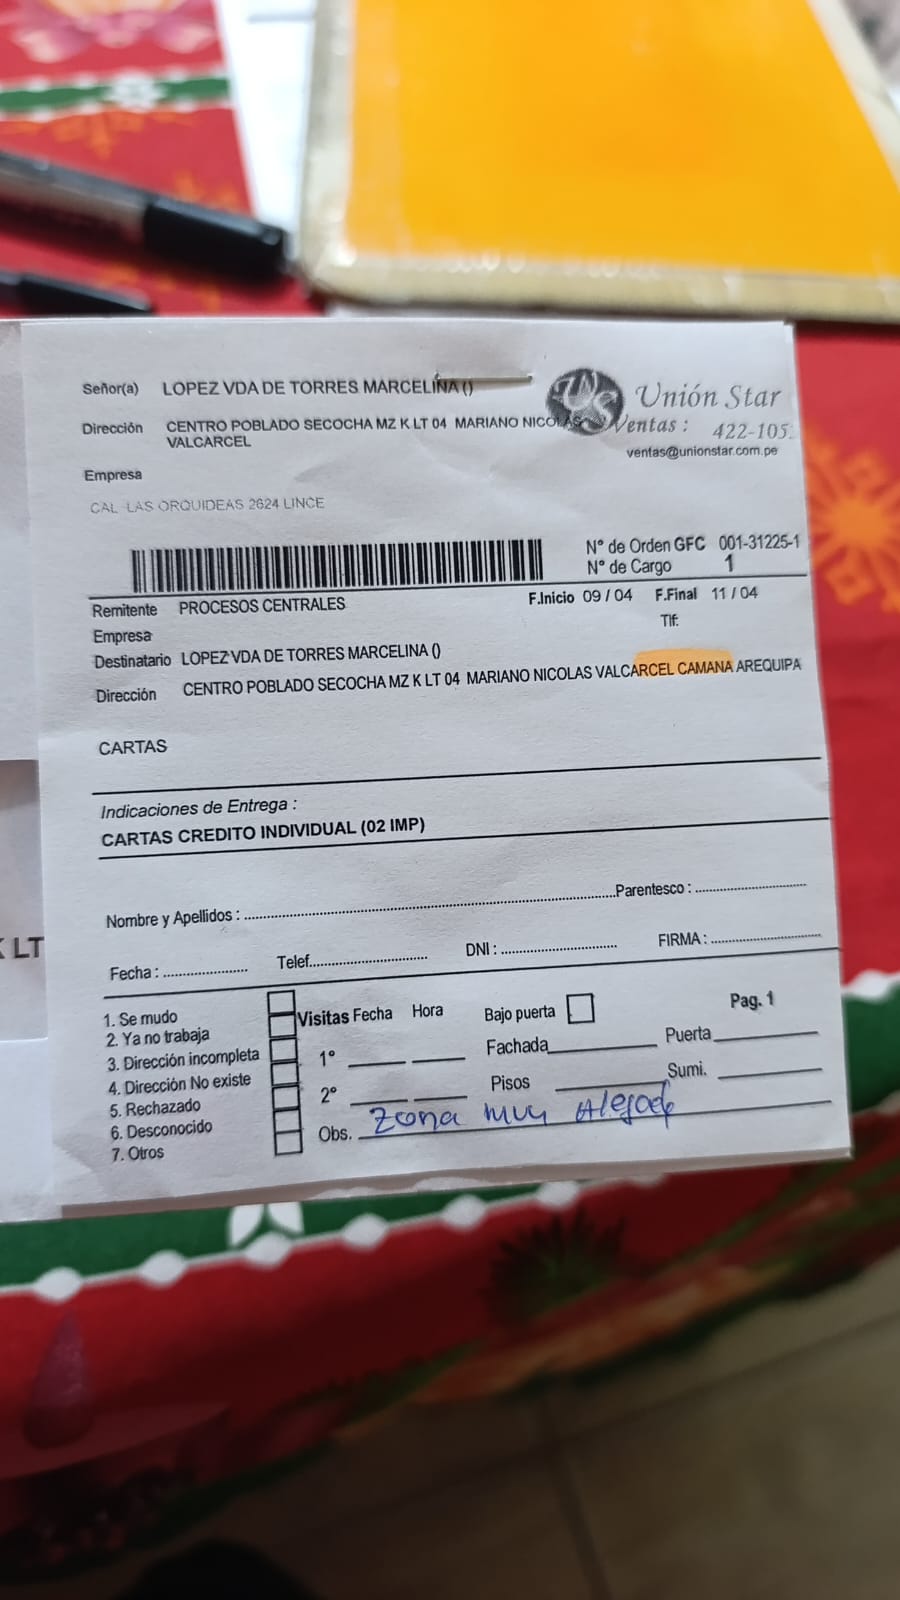 Señor(a) LOPEZ VDA DE TORRES MARCELINA ()
Dirección CENTRO POBLADO SECOCHA MZ K LT 04 MARIANO NICOLAS
VALCARCEL
Empresa
CAL LAS ORQUIDEAS 2624 LINCE
US Unión Star
Ventas : 422-105
ventas@unionstar.com.pe
Nº de Orden GFC 001-31225-1
Nº de Cargo 1
Remitente PROCESOS CENTRALES
F.Inicio 09 / 04 F.Final 11 / 04
Empresa
Tlf:
Destinatario LOPEZ VDA DE TORRES MARCELINA ()
Dirección CENTRO POBLADO SECOCHA MZ K LT 04 MARIANO NICOLAS VALCARCEL CAMANA AREQUIPA
CARTAS
Indicaciones de Entrega :
CARTAS CREDITO INDIVIDUAL (02 IMP)
Nombre y Apellidos : Parentesco :
Fecha : Telef. DNI : FIRMA :
1. Se mudo
2. Ya no trabaja
3. Dirección incompleta
4. Dirección No existe
5. Rechazado
6. Desconocido
7. Otros
Visitas Fecha Hora Bajo puerta Pag. 1
1º Fachada Puerta
2º Pisos Sumi.
Obs. Zona muy Alejada
K LT